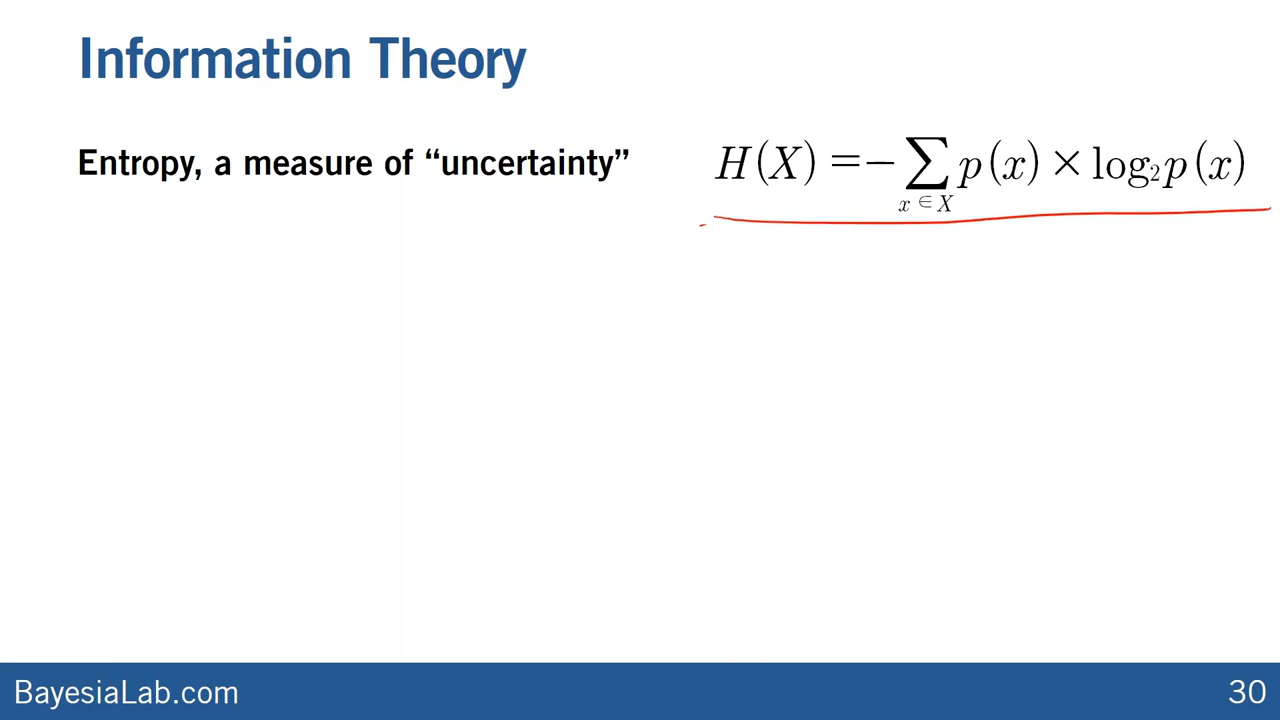 Information Theory
Entropy, a measure of “uncertainty”
H(X) = − ∑ p(x) × log₂ p(x)
x ∈ X
BayesiaLab.com
30